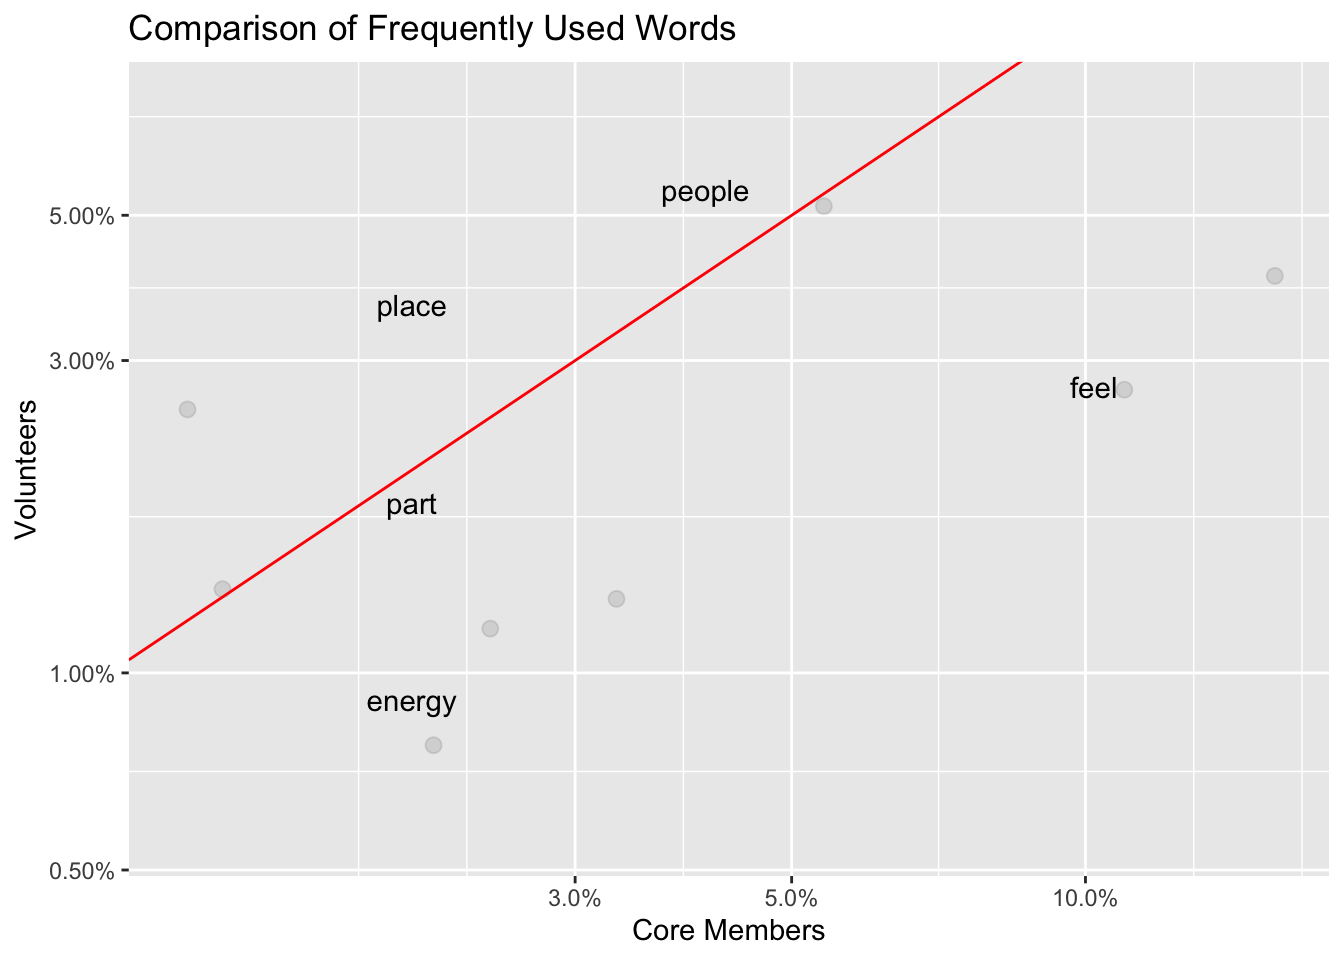 Comparison of Frequently Used Words
people
5.00%
place
3.00%
feel
Volunteers
part
1.00%
energy
0.50%
3.0% 5.0% 10.0%
Core Members